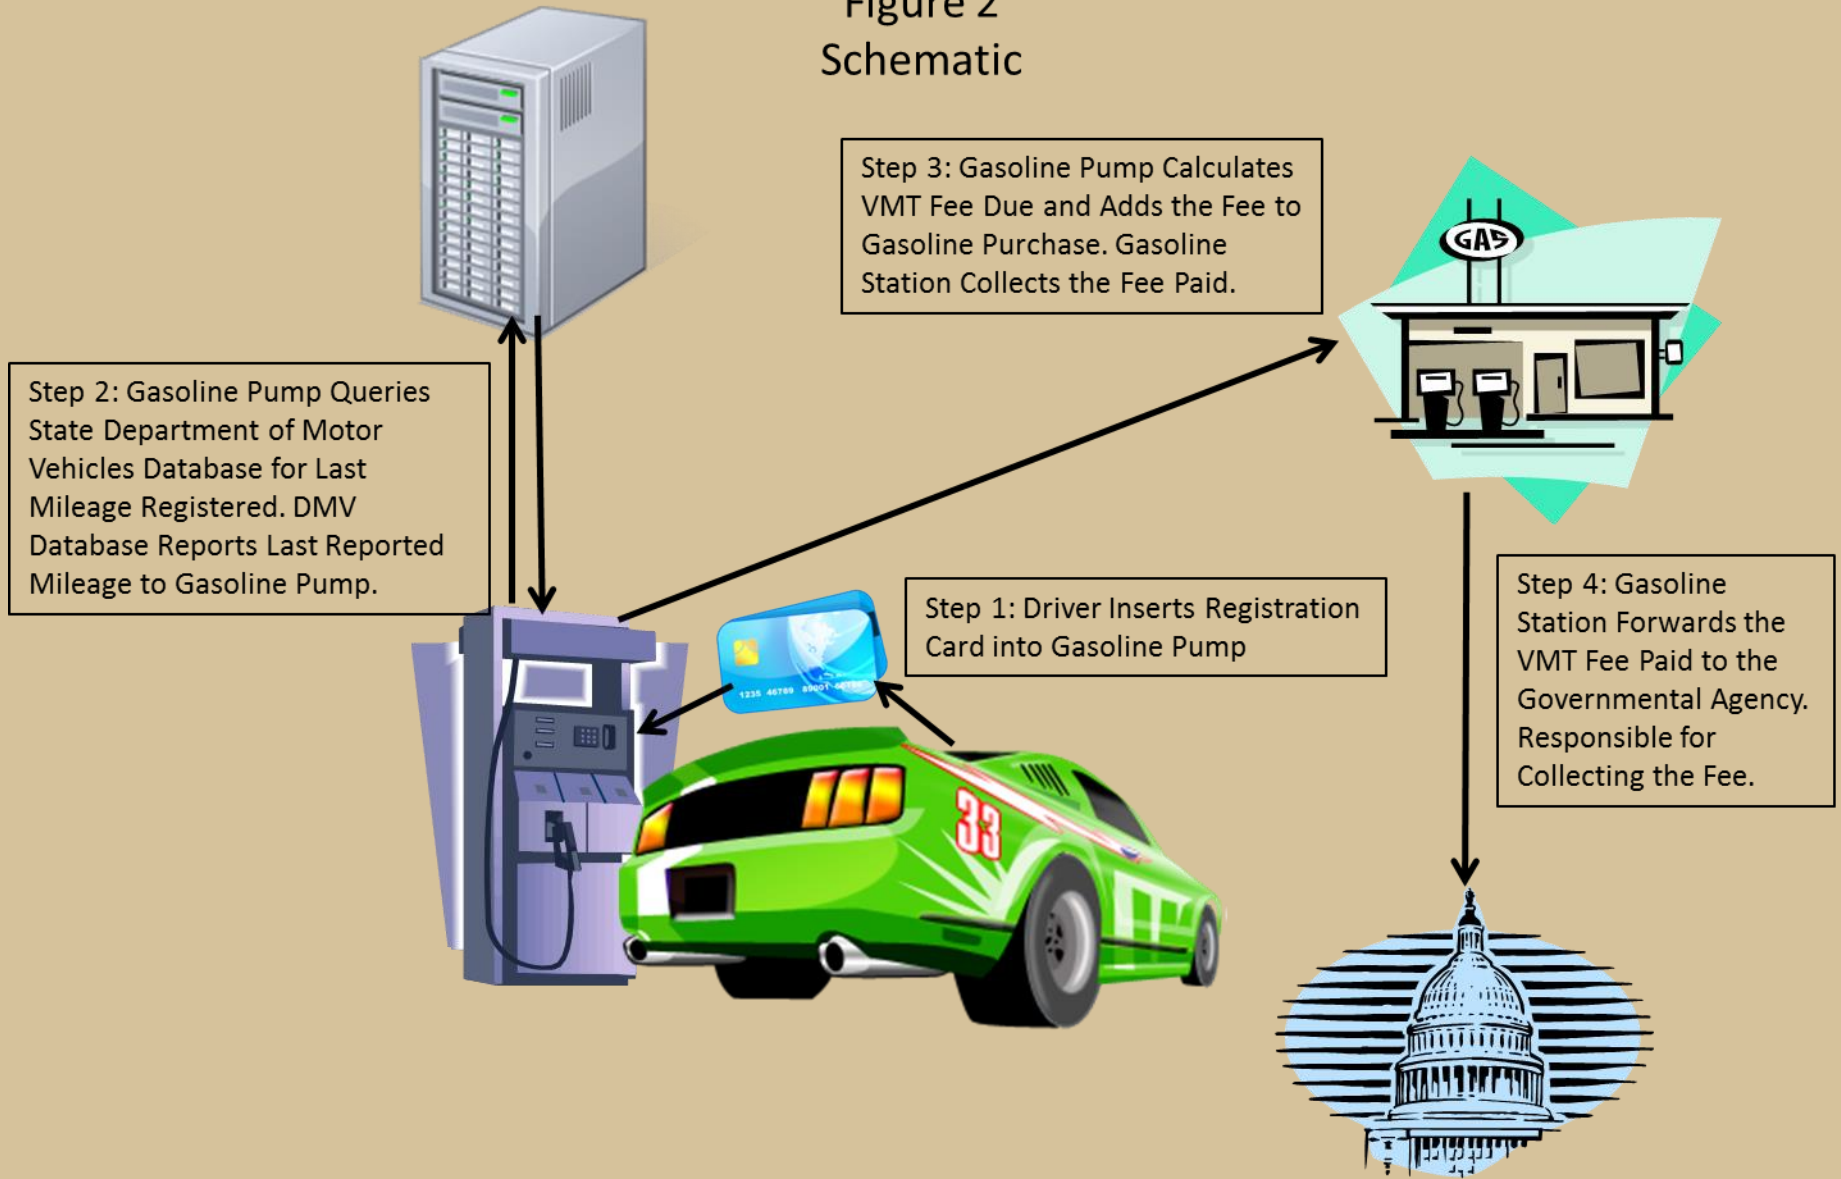 Figure 2
Schematic
Step 3: Gasoline Pump Calculates
VMT Fee Due and Adds the Fee to
Gasoline Purchase. Gasoline
Station Collects the Fee Paid.
GAS
Step 2: Gasoline Pump Queries
State Department of Motor
Vehicles Database for Last
Mileage Registered. DMV
Database Reports Last Reported
Mileage to Gasoline Pump.
Step 1: Driver Inserts Registration
Card into Gasoline Pump
1235 46789 89001
Step 4: Gasoline
Station Forwards the
VMT Fee Paid to the
Governmental Agency.
Responsible for
Collecting the Fee.
33